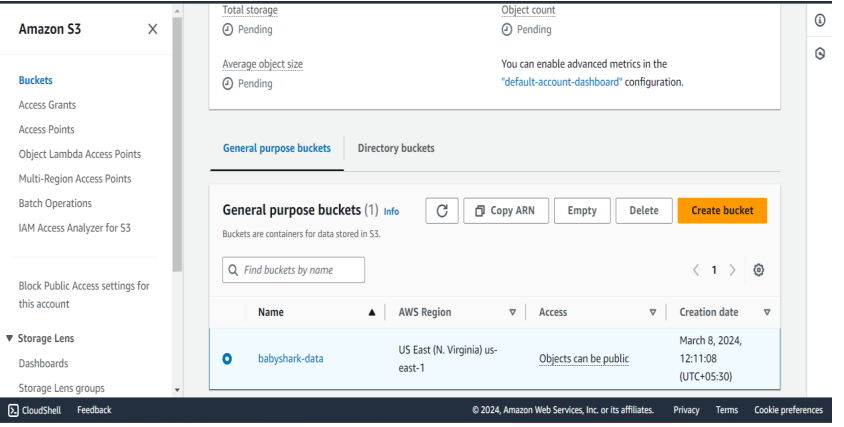 Amazon S3
Buckets
Access Grants
Access Points
Object Lambda Access Points
Multi-Region Access Points
Batch Operations
IAM Access Analyzer for S3
Block Public Access settings for
this account
Storage Lens
Dashboards
Storage Lens groups
Total storage
Pending
Object count
Pending
Average object size
Pending
You can enable advanced metrics in the
"default-account-dashboard" configuration.
General purpose buckets
Directory buckets
General purpose buckets (1) Info
Copy ARN
Empty
Delete
Create bucket
Buckets are containers for data stored in S3.
Find buckets by name
1
Name
AWS Region
Access
Creation date
babyshark-data
US East (N. Virginia) us-
east-1
Objects can be public
March 8, 2024,
12:11:08
(UTC+05:30)
CloudShell
Feedback
© 2024, Amazon Web Services, Inc. or its affiliates.
Privacy
Terms
Cookie preferences